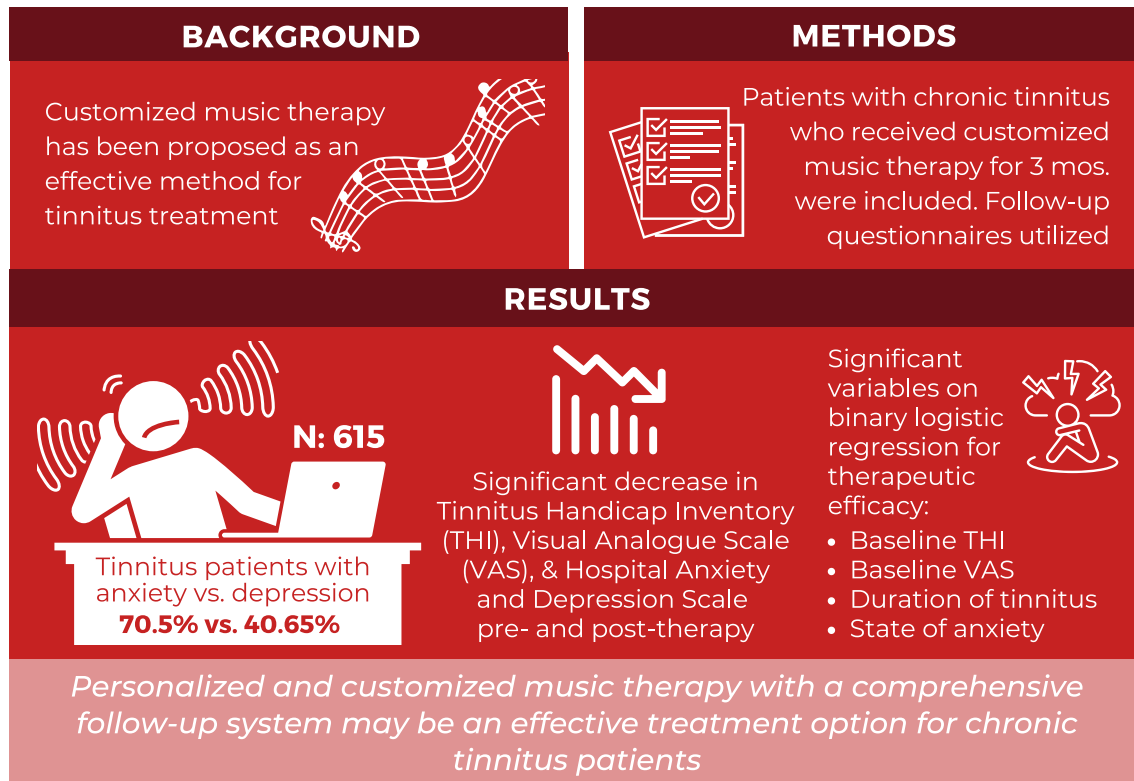 BACKGROUND
Customized music therapy
has been proposed as an
effective method for
tinnitus treatment
METHODS
Patients with chronic tinnitus
who received customized
music therapy for 3 mos.
were included. Follow-up
questionnaires utilized
RESULTS
N: 615
Tinnitus patients with
anxiety vs. depression
70.5% vs. 40.65%
Significant decrease in
Tinnitus Handicap Inventory
(THI), Visual Analogue Scale
(VAS), & Hospital Anxiety
and Depression Scale
pre- and post-therapy
Significant
variables on
binary logistic
regression for
therapeutic
efficacy:
• Baseline THI
• Baseline VAS
• Duration of tinnitus
• State of anxiety
Personalized and customized music therapy with a comprehensive
follow-up system may be an effective treatment option for chronic
tinnitus patients